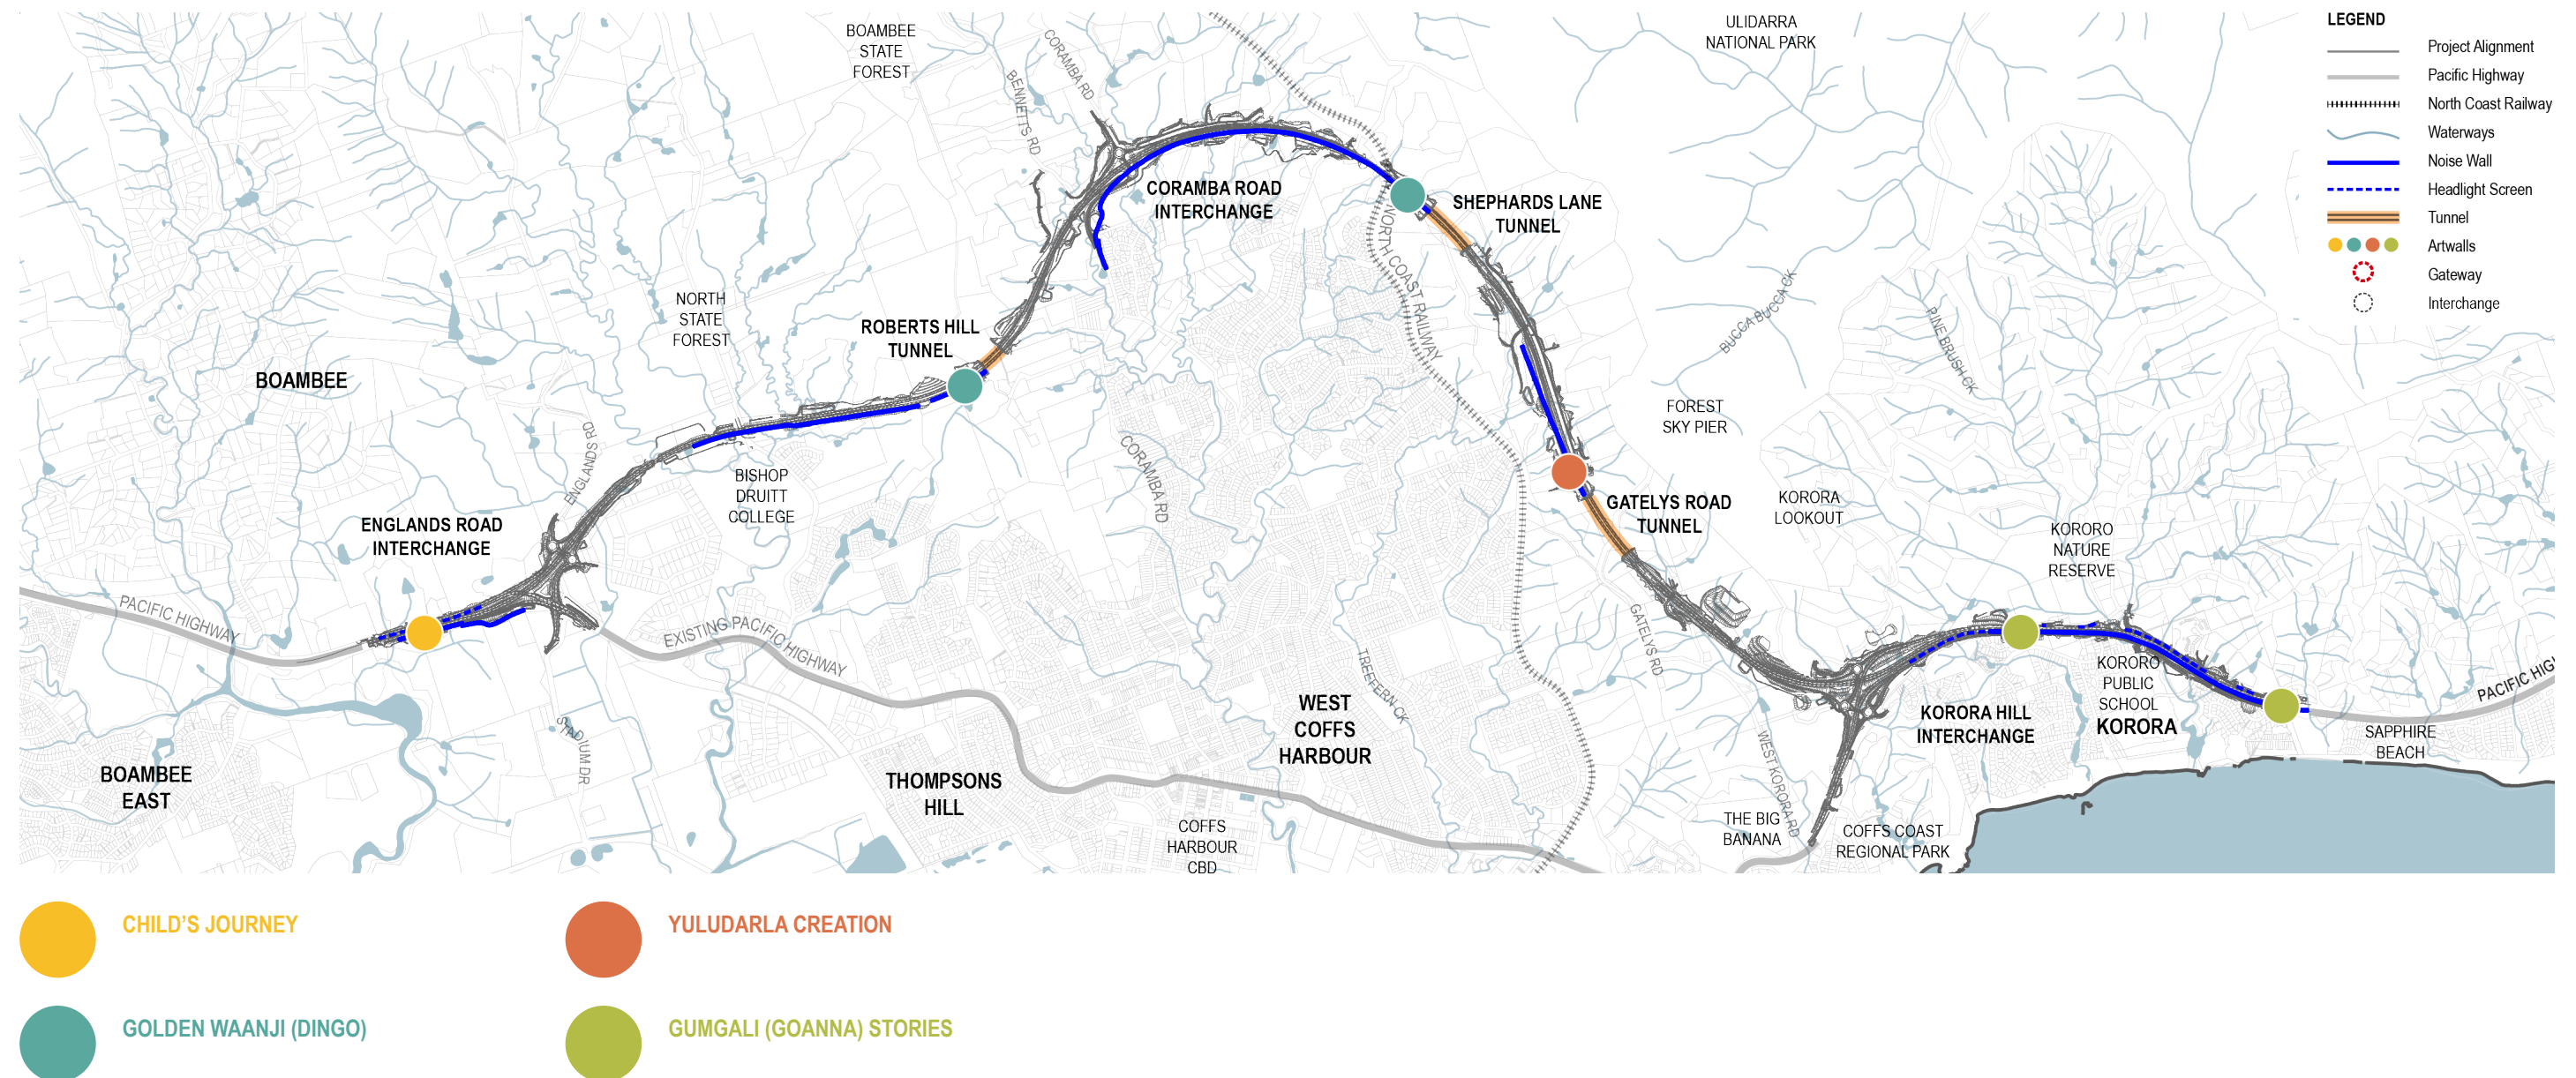 BOAMBEE
STATE
FOREST
CORAMBA RD
BENNETTS RD
ULIDARRA
NATIONAL PARK
LEGEND
Project Alignment
Pacific Highway
North Coast Railway
Waterways
Noise Wall
Headlight Screen
Tunnel
Artwalls
Gateway
Interchange
CORAMBA ROAD
INTERCHANGE
SHEPHARDS LANE
TUNNEL
NORTH COAST RAILWAY
NORTH
STATE
FOREST
ROBERTS HILL
TUNNEL
BUCCA BUCCA CK
PINE BRUSH CK
BOAMBEE
FOREST
SKY PIER
ENGLANDS RD
BISHOP
DRUITT
COLLEGE
CORAMBA RD
GATELYS ROAD
TUNNEL
KORORA
LOOKOUT
KORORO
NATURE
RESERVE
ENGLANDS ROAD
INTERCHANGE
PACIFIC HIGHWAY
EXISTING PACIFIC HIGHWAY
GATELYS RD
TREEFERN CK
KORORO
PUBLIC
SCHOOL
KORORA
PACIFIC HIG
KORORA HILL
INTERCHANGE
SAPPHIRE
BEACH
WEST
COFFS
HARBOUR
STADIUM DR
WEST KORORA RD
BOAMBEE
EAST
THOMPSONS
HILL
COFFS
HARBOUR
CBD
THE BIG
BANANA
COFFS COAST
REGIONAL PARK
CHILD’S JOURNEY
YULUDARLA CREATION
GOLDEN WAANJI (DINGO)
GUMGALI (GOANNA) STORIES